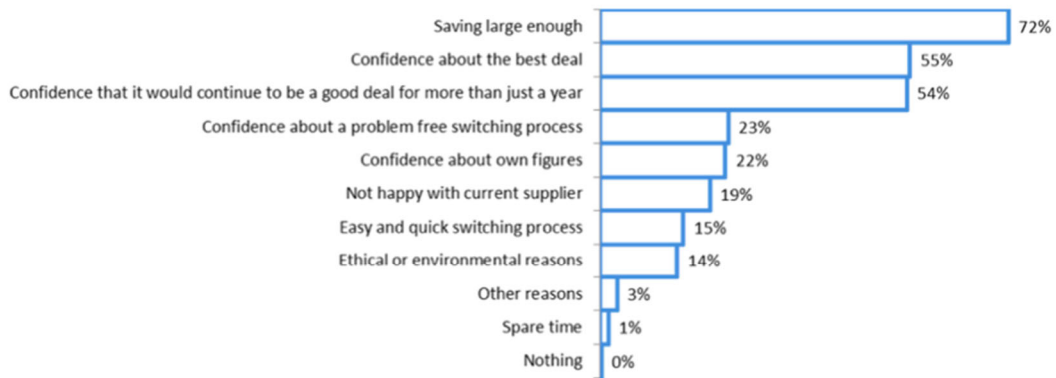 Saving large enough 72%
Confidence about the best deal 55%
Confidence that it would continue to be a good deal for more than just a year 54%
Confidence about a problem free switching process 23%
Confidence about own figures 22%
Not happy with current supplier 19%
Easy and quick switching process 15%
Ethical or environmental reasons 14%
Other reasons 3%
Spare time 1%
Nothing 0%